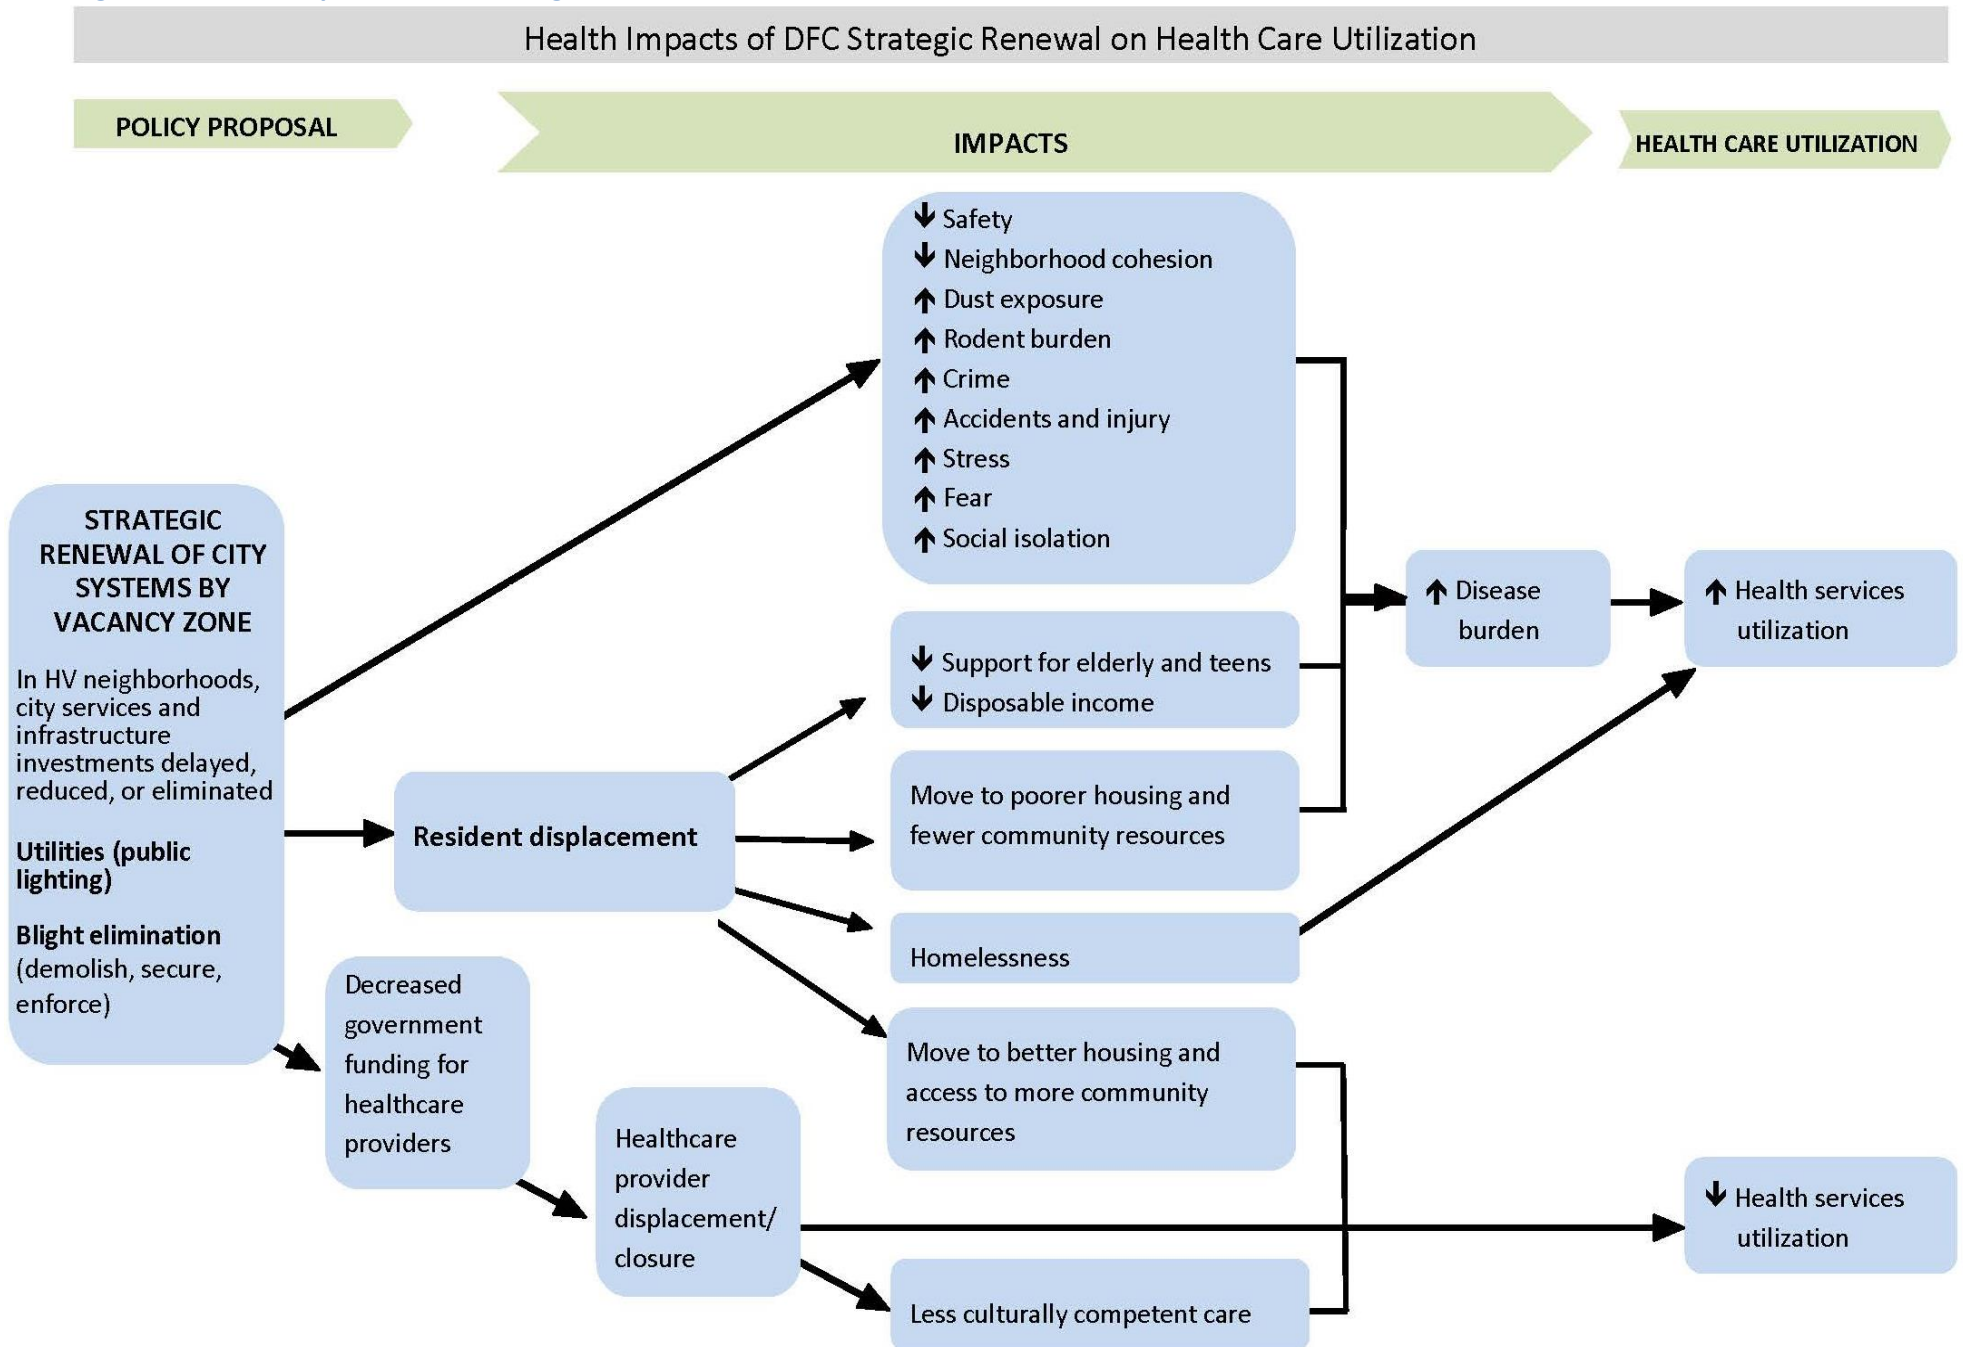 Health Impacts of DFC Strategic Renewal on Health Care Utilization
POLICY PROPOSAL
IMPACTS
HEALTH CARE UTILIZATION
STRATEGIC
RENEWAL OF CITY
SYSTEMS BY
VACANCY ZONE
In HV neighborhoods,
city services and
infrastructure
investments delayed,
reduced, or eliminated
Utilities (public
lighting)
Blight elimination
(demolish, secure,
enforce)
Resident displacement
Decreased
government
funding for
healthcare
providers
Healthcare
provider
displacement/
closure
↓ Safety
↓ Neighborhood cohesion
↑ Dust exposure
↑ Rodent burden
↑ Crime
↑ Accidents and injury
↑ Stress
↑ Fear
↑ Social isolation
↓ Support for elderly and teens
↓ Disposable income
Move to poorer housing and
fewer community resources
Homelessness
Move to better housing and
access to more community
resources
Less culturally competent care
↑ Disease
burden
↑ Health services
utilization
↓ Health services
utilization